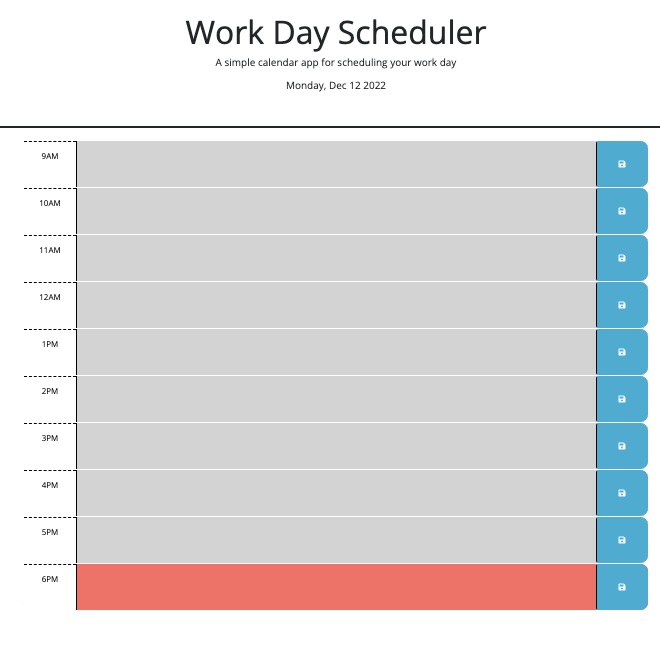 Work Day Scheduler
A simple calendar app for scheduling your work day
Monday, Dec 12 2022
9AM
10AM
11AM
12AM
1PM
2PM
3PM
4PM
5PM
6PM